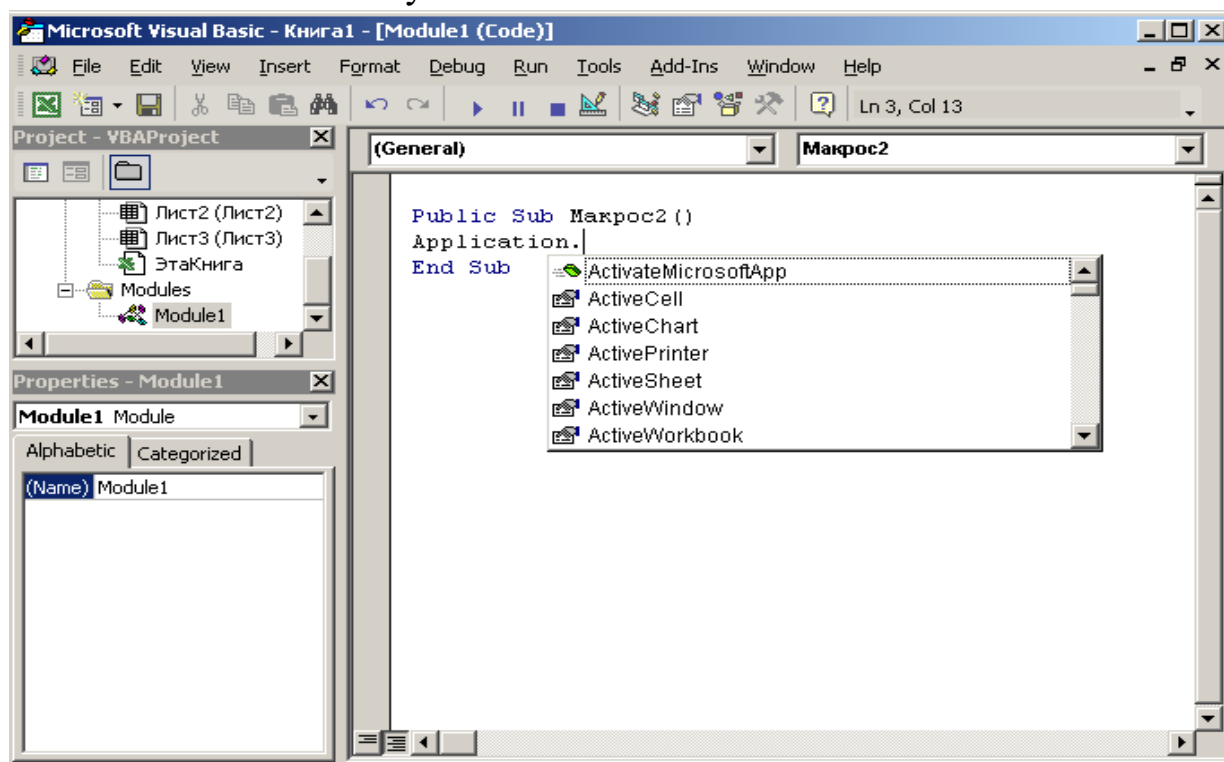 Microsoft Visual Basic - Книга1 - [Module1 (Code)]
File Edit View Insert Format Debug Run Tools Add-Ins Window Help
Ln 3, Col 13
Project - VBAProject
Лист2 (Лист2)
Лист3 (Лист3)
ЭтаКнига
Modules
Module1
Properties - Module1
Module1 Module
Alphabetic Categorized
(Name) Module1
(General) Макрос2
Public Sub Макрос2()
Application.
End Sub
ActivateMicrosoftApp
ActiveCell
ActiveChart
ActivePrinter
ActiveSheet
ActiveWindow
ActiveWorkbook